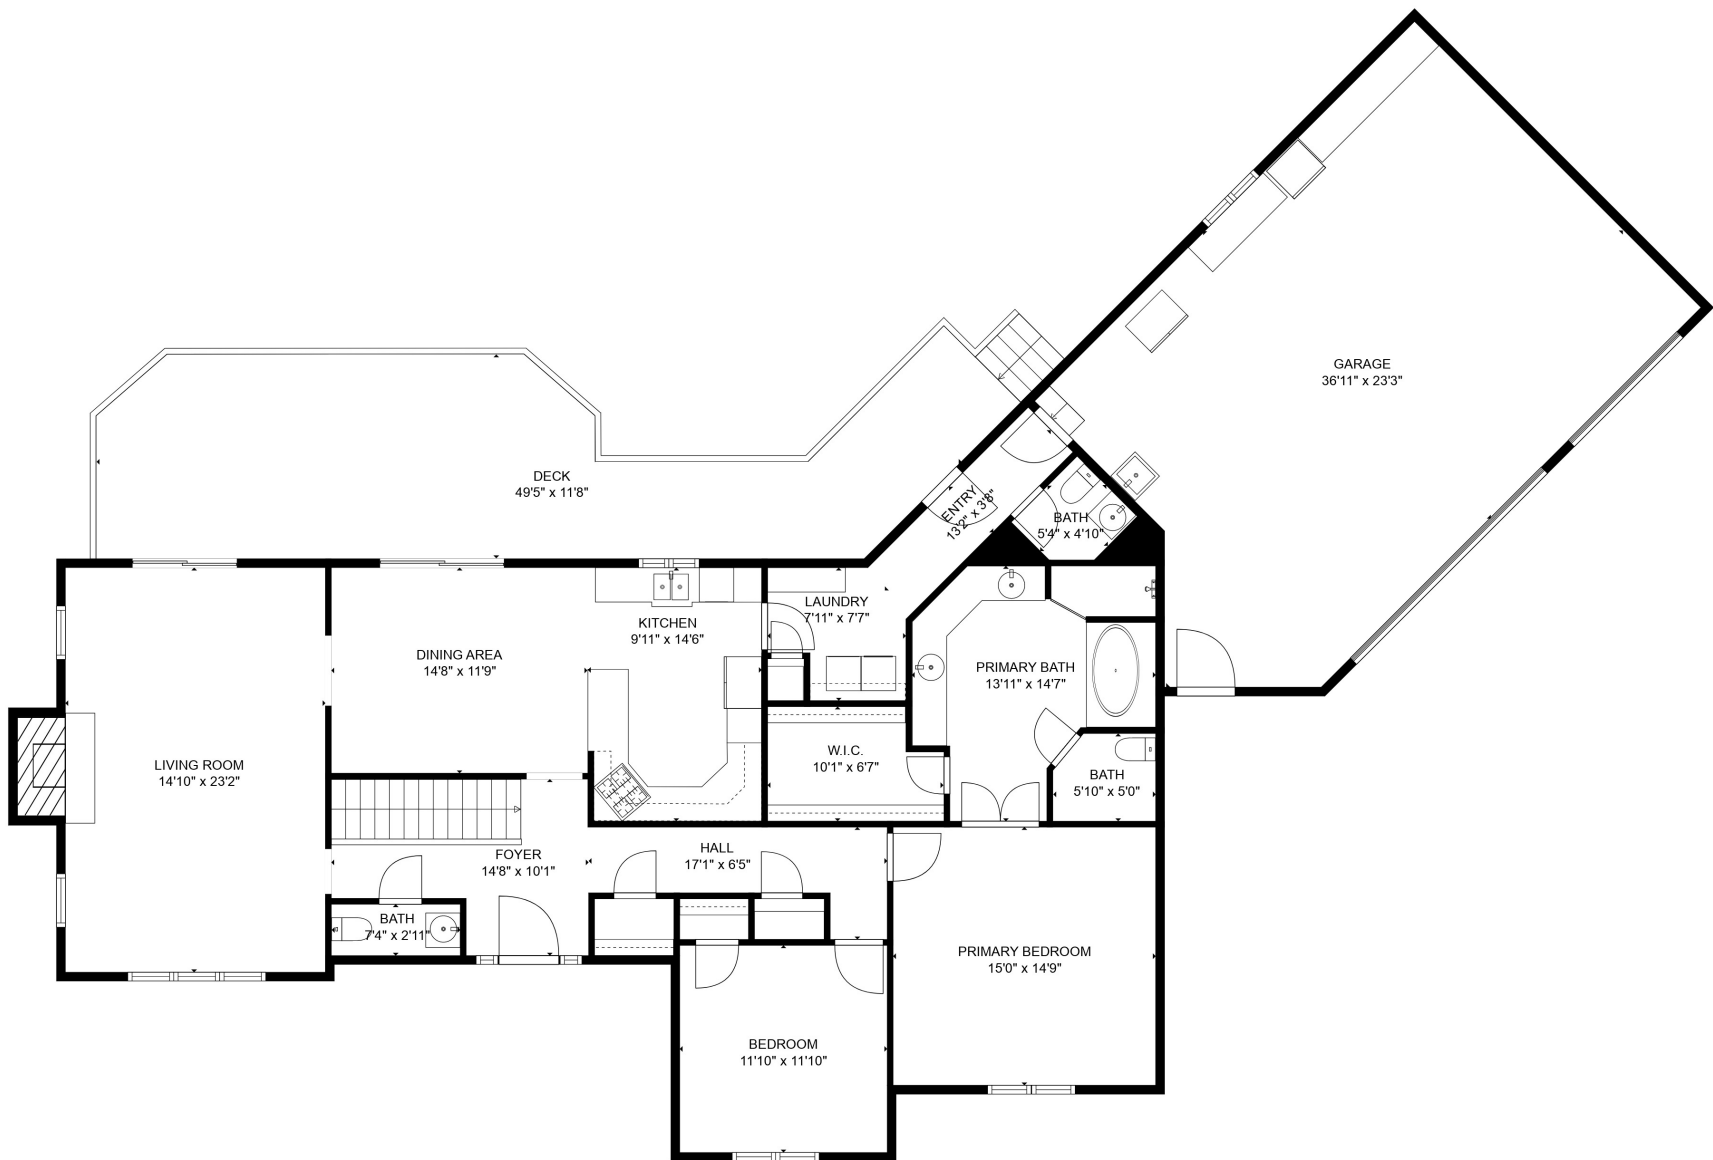 GARAGE
36'11" x 23'3"
DECK
49'5" x 11'8"
ENTRY
13'2" x 3'8"
BATH
5'4" x 4'10"
LAUNDRY
7'11" x 7'7"
KITCHEN
9'11" x 14'6"
DINING AREA
14'8" x 11'9"
PRIMARY BATH
13'11" x 14'7"
LIVING ROOM
14'10" x 23'2"
W.I.C.
10'1" x 6'7"
BATH
5'10" x 5'0"
FOYER
14'8" x 10'1"
HALL
17'1" x 6'5"
BATH
7'4" x 2'11"
PRIMARY BEDROOM
15'0" x 14'9"
BEDROOM
11'10" x 11'10"